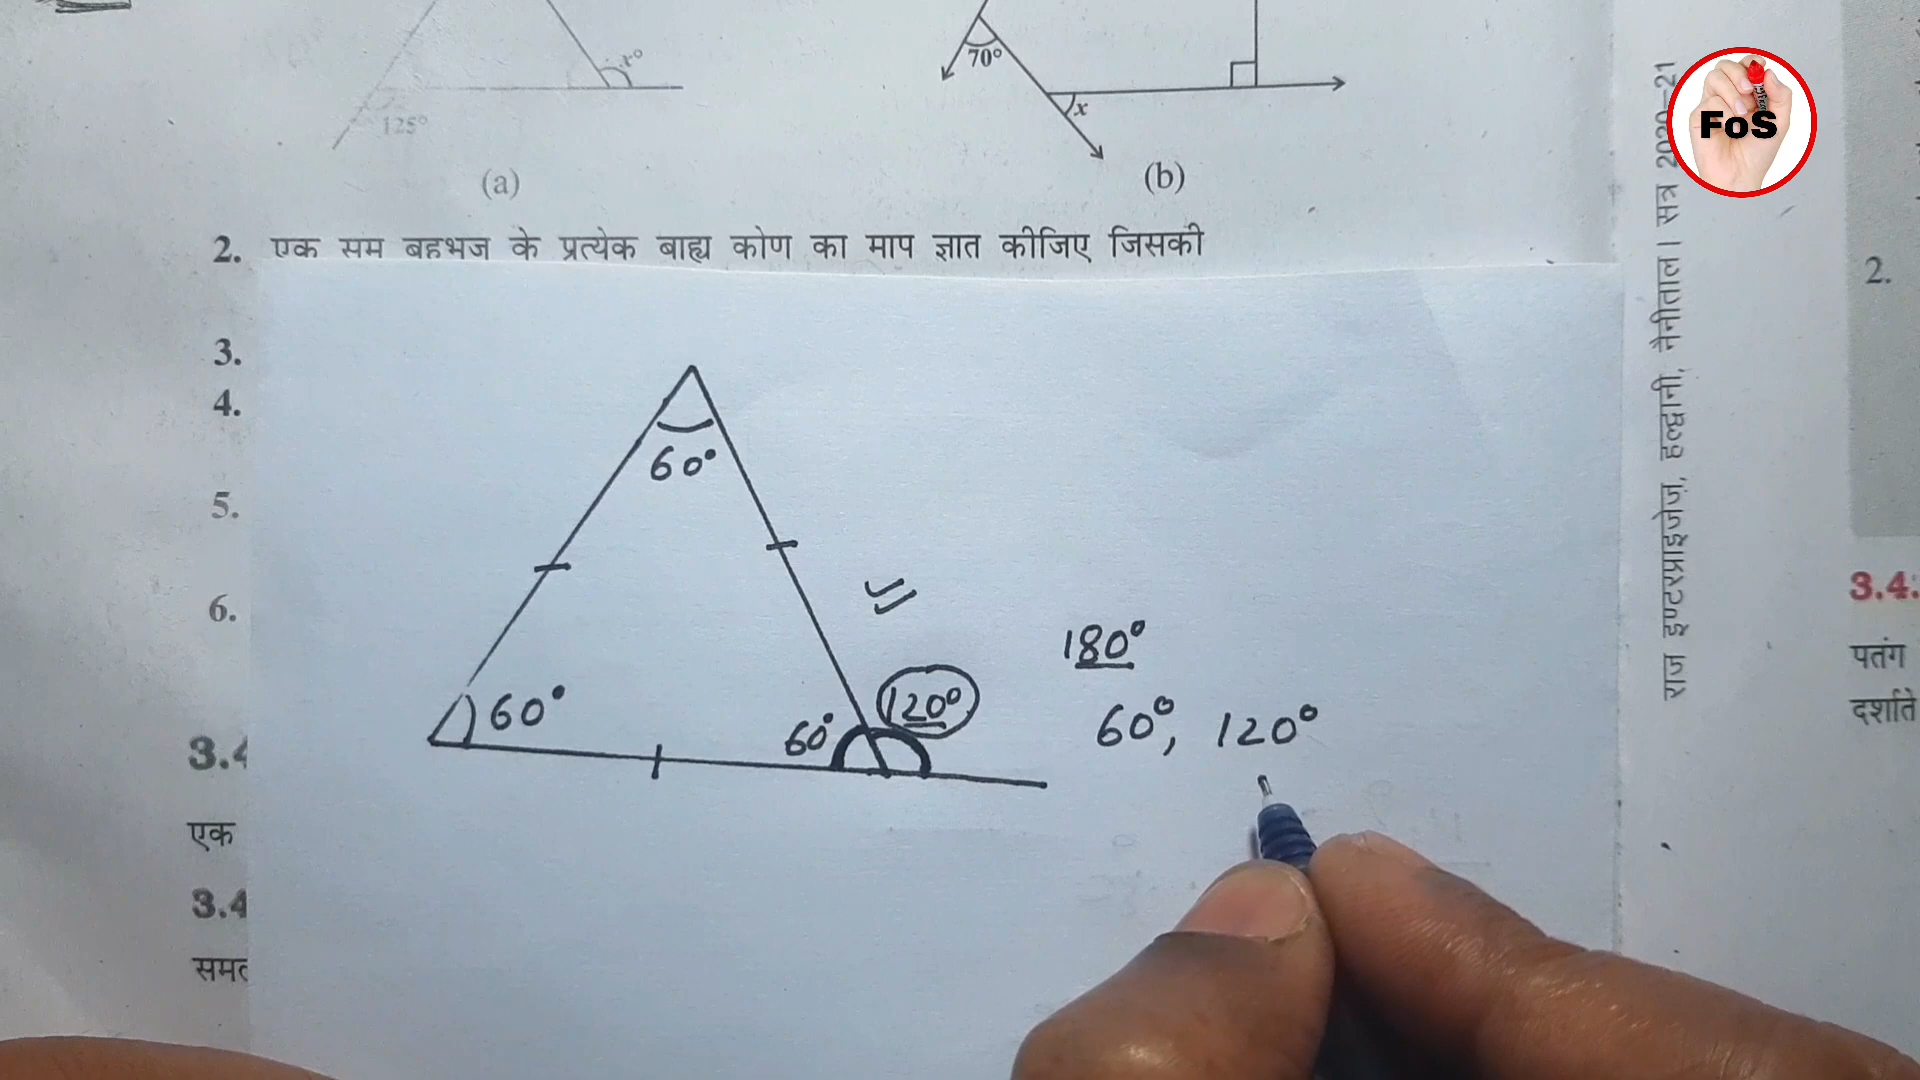 x°
70°
x
125°
(a)
(b)
FoS
2. एक सम बहुभुज के प्रत्येक बाह्य कोण का माप ज्ञात कीजिए जिसकी
3.
4.
5.
6.
60°
180°
60° 60° 120° 60°, 120°
3.4
एक
3.4
राज इण्टरप्राइजेज़, हल्द्वानी, नैनीताल। सत्र 2020–21
2.
3.4.
पतंग
दर्शाते